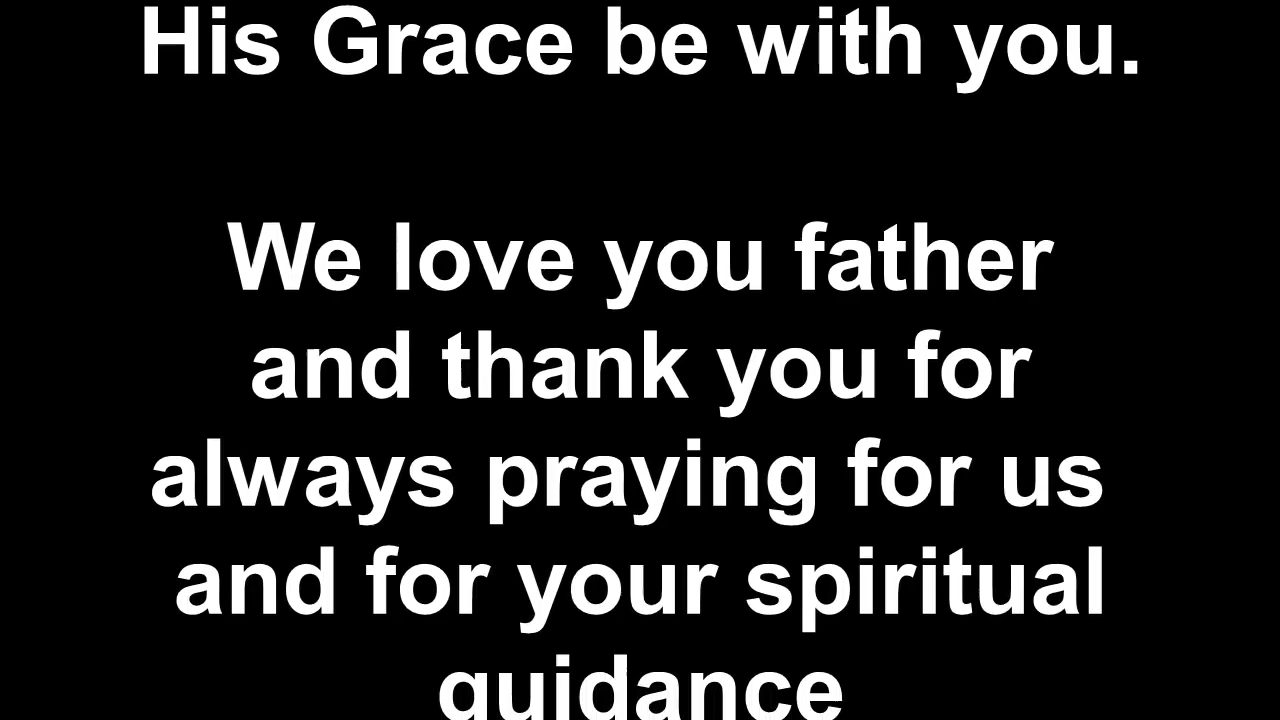 His Grace be with you.
We love you father
and thank you for
always praying for us
and for your spiritual
guidance